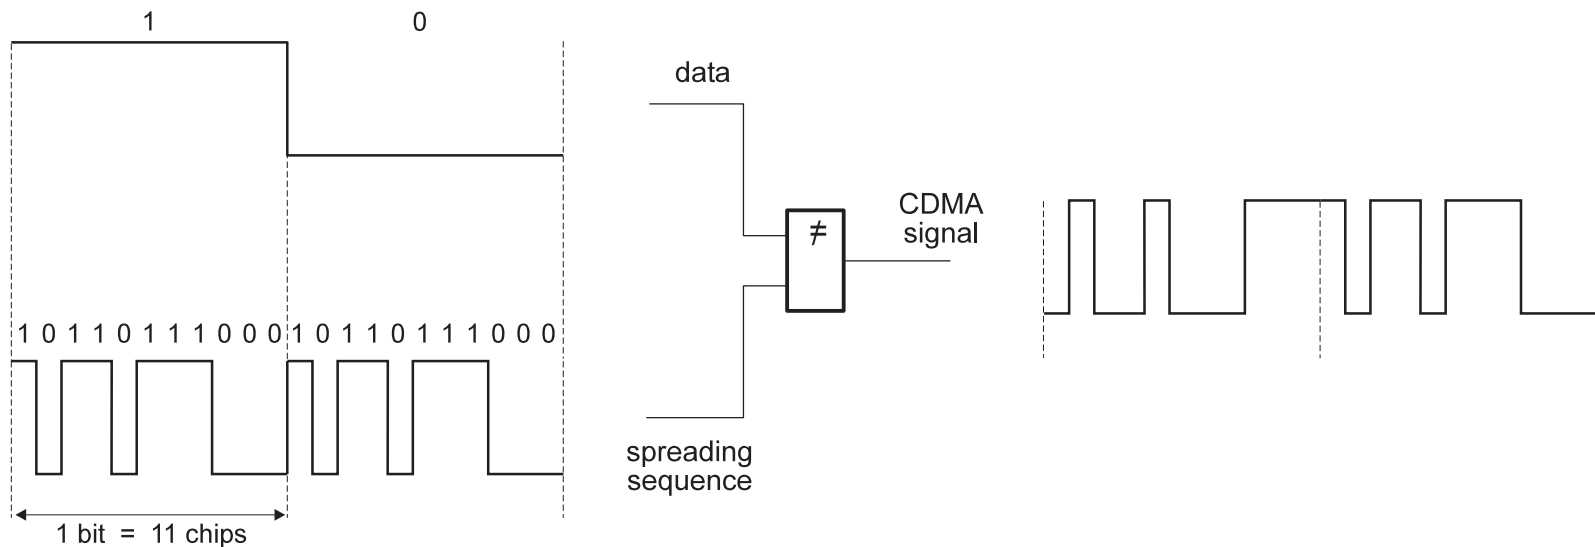 1 0
data
≠
CDMA
signal
1 0 1 1 0 1 1 1 0 0 0 1 0 1 1 0 1 1 1 0 0 0
spreading
sequence
1 bit = 11 chips